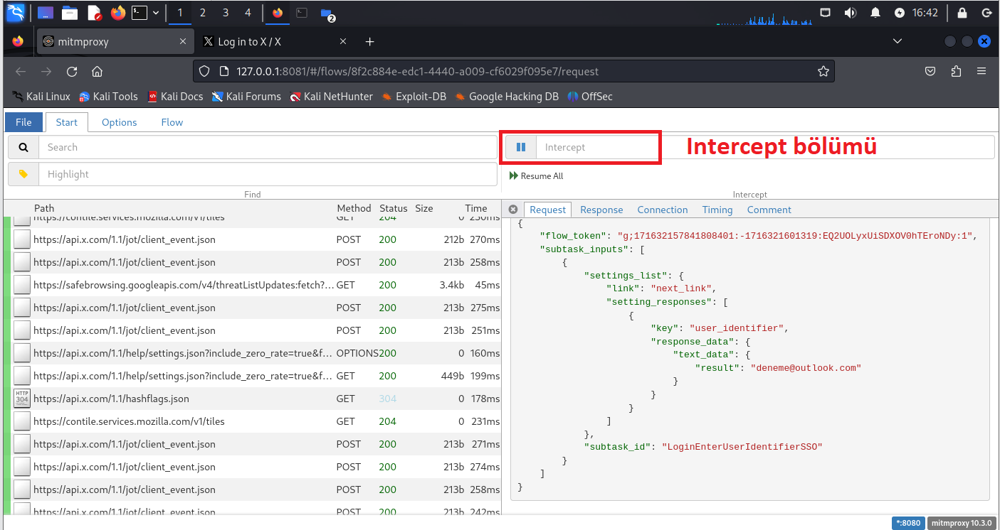 1 2 3 4 2 16:42
mitmproxy Log in to X / X
127.0.0.1:8081/#/flows/8f2c884e-edc1-4440-a009-cf6029f095e7/request
Kali Linux Kali Tools Kali Docs Kali Forums Kali NetHunter Exploit-DB Google Hacking DB OffSec
File Start Options Flow
Search
Highlight
Find
Intercept Intercept bölümü
Resume All
Intercept
Path Method Status Size Time
https://contile.services.mozilla.com/v1/tiles GET 204 0 230ms
https://api.x.com/1.1/jot/client_event.json POST 200 212b 270ms
https://api.x.com/1.1/jot/client_event.json POST 200 213b 258ms
https://safebrowsing.googleapis.com/v4/threatListUpdates:fetch?... GET 200 3.4kb 45ms
https://api.x.com/1.1/jot/client_event.json POST 200 213b 275ms
https://api.x.com/1.1/jot/client_event.json POST 200 213b 251ms
https://api.x.com/1.1/help/settings.json?include_zero_rate=true&f... OPTIONS 200 0 160ms
https://api.x.com/1.1/help/settings.json?include_zero_rate=true&f... GET 200 449b 199ms
HTTP 304 https://api.x.com/1.1/hashflags.json GET 304 0 178ms
https://contile.services.mozilla.com/v1/tiles GET 204 0 231ms
https://api.x.com/1.1/jot/client_event.json POST 200 213b 271ms
https://api.x.com/1.1/jot/client_event.json POST 200 213b 274ms
https://api.x.com/1.1/jot/client_event.json POST 200 213b 258ms
https://api.x.com/1.1/jot/client_event.json POST 200 213b 242ms
Request Response Connection Timing Comment
{
"flow_token": "g;171632157841808401:-1716321601319:EQ2UOLyxUiSDXOV0hTEroNDy:1",
"subtask_inputs": [
{
"settings_list": {
"link": "next_link",
"setting_responses": [
{
"key": "user_identifier",
"response_data": {
"text_data": {
"result": "deneme@outlook.com"
}
}
}
]
},
"subtask_id": "LoginEnterUserIdentifierSSO"
}
]
}
*:8080 mitmproxy 10.3.0